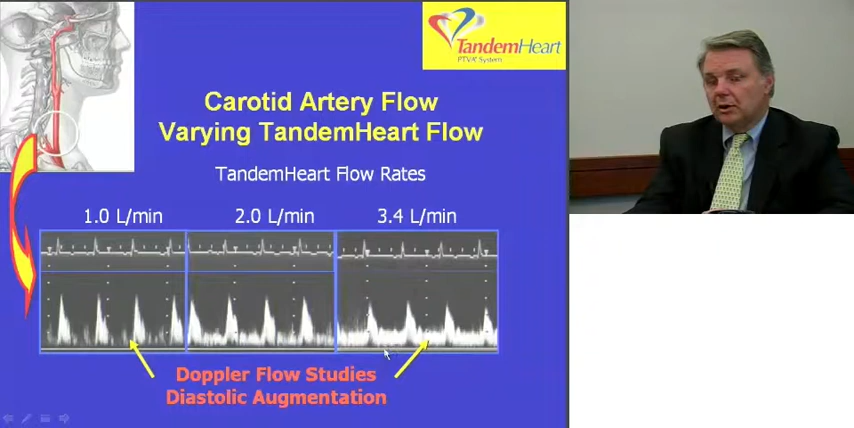 TandemHeart
PTVA® System
Carotid Artery Flow
Varying TandemHeart Flow
TandemHeart Flow Rates
1.0 L/min 2.0 L/min 3.4 L/min
Doppler Flow Studies
Diastolic Augmentation